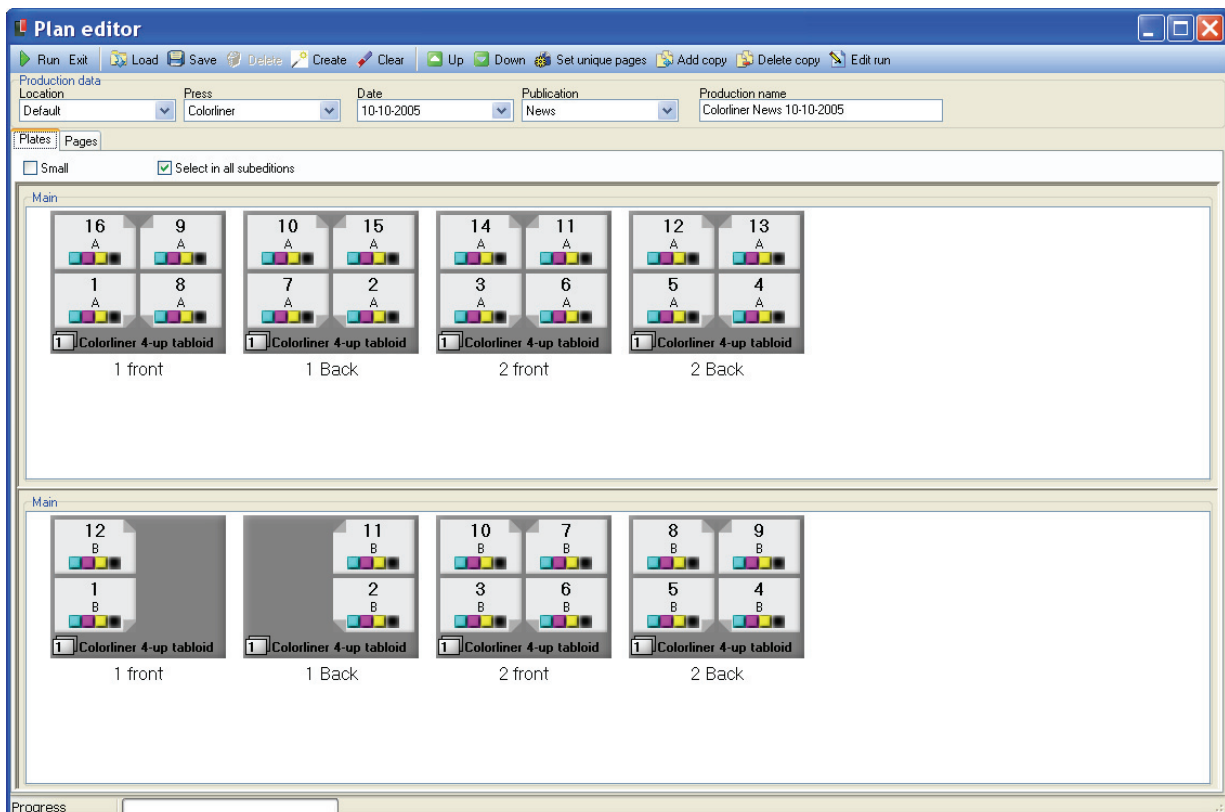 Plan editor
Run Exit Load Save Delete Create Clear Up Down Set unique pages Add copy Delete copy Edit run
Production data
Location Press Date Publication Production name
Default Colorliner 10-10-2005 News Colorliner News 10-10-2005
Plates Pages
Small Select in all subeditions
Main
16 9 10 15 14 11 12 13
A A A A A A A A
1 8 7 2 3 6 5 4
A A A A A A A A
1 Colorliner 4-up tabloid 1 Colorliner 4-up tabloid 1 Colorliner 4-up tabloid 1 Colorliner 4-up tabloid
1 front 1 Back 2 front 2 Back
Main
12 11 10 7 8 9
B B B B B B
1 2 3 6 5 4
B B B B B B
1 Colorliner 4-up tabloid 1 Colorliner 4-up tabloid 1 Colorliner 4-up tabloid 1 Colorliner 4-up tabloid
1 front 1 Back 2 front 2 Back
Progress